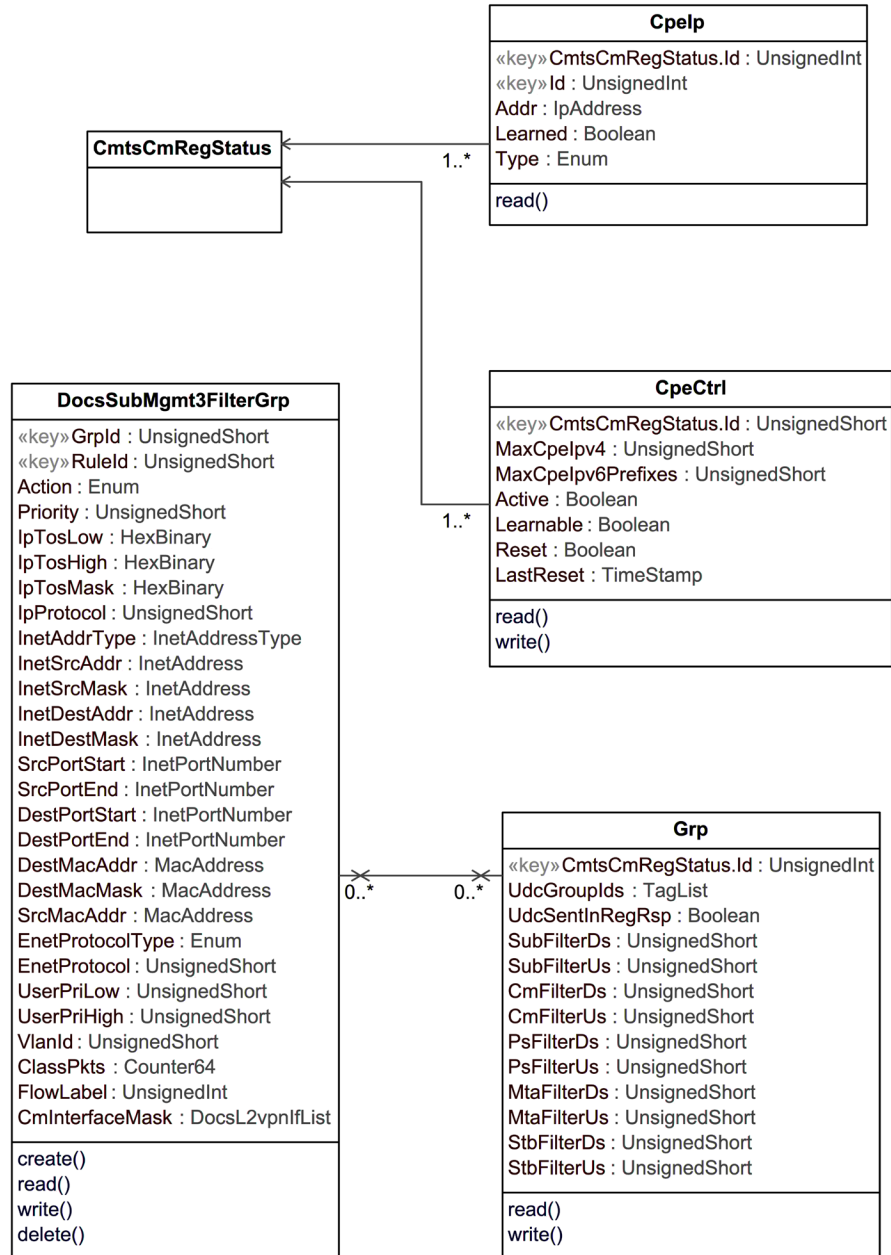 CpeIp
«key»CmtsCmRegStatus.Id : UnsignedInt
«key»Id : UnsignedInt
Addr : IpAddress
Learned : Boolean
Type : Enum
read()
CmtsCmRegStatus
1..*
CpeCtrl
«key»CmtsCmRegStatus.Id : UnsignedShort
MaxCpeIpv4 : UnsignedShort
MaxCpeIpv6Prefixes : UnsignedShort
Active : Boolean
Learnable : Boolean
Reset : Boolean
LastReset : TimeStamp
read()
write()
1..*
DocsSubMgmt3FilterGrp
«key»GrpId : UnsignedShort
«key»RuleId : UnsignedShort
Action : Enum
Priority : UnsignedShort
IpTosLow : HexBinary
IpTosHigh : HexBinary
IpTosMask : HexBinary
IpProtocol : UnsignedShort
InetAddrType : InetAddressType
InetSrcAddr : InetAddress
InetSrcMask : InetAddress
InetDestAddr : InetAddress
InetDestMask : InetAddress
SrcPortStart : InetPortNumber
SrcPortEnd : InetPortNumber
DestPortStart : InetPortNumber
DestPortEnd : InetPortNumber
DestMacAddr : MacAddress
DestMacMask : MacAddress
SrcMacAddr : MacAddress
EnetProtocolType : Enum
EnetProtocol : UnsignedShort
UserPriLow : UnsignedShort
UserPriHigh : UnsignedShort
VlanId : UnsignedShort
ClassPkts : Counter64
FlowLabel : UnsignedInt
CmInterfaceMask : DocsL2vpnIfList
create()
read()
write()
delete()
0..*
0..*
Grp
«key»CmtsCmRegStatus.Id : UnsignedInt
UdcGroupIds : TagList
UdcSentInRegRsp : Boolean
SubFilterDs : UnsignedShort
SubFilterUs : UnsignedShort
CmFilterDs : UnsignedShort
CmFilterUs : UnsignedShort
PsFilterDs : UnsignedShort
PsFilterUs : UnsignedShort
MtaFilterDs : UnsignedShort
MtaFilterUs : UnsignedShort
StbFilterDs : UnsignedShort
StbFilterUs : UnsignedShort
read()
write()